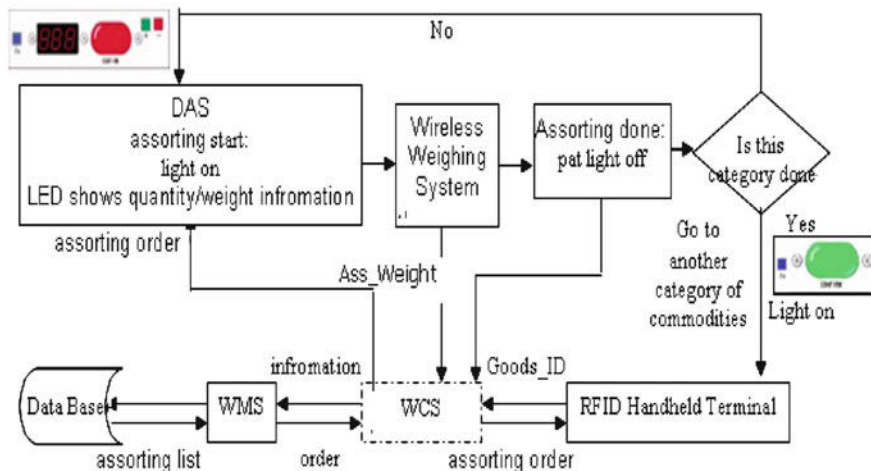 No
888
DAS
assorting start:
light on
LED shows quantity/weight infromation
Wireless
Weighing
System
Assorting done:
pat light off
Is this
category done
assorting order
Ass_Weight
Go to
another
category of
commodities
Yes
Light on
infromation
Goods_ID
Data Base
WMS
WCS
RFID Handheld Terminal
assorting list
order
assorting order